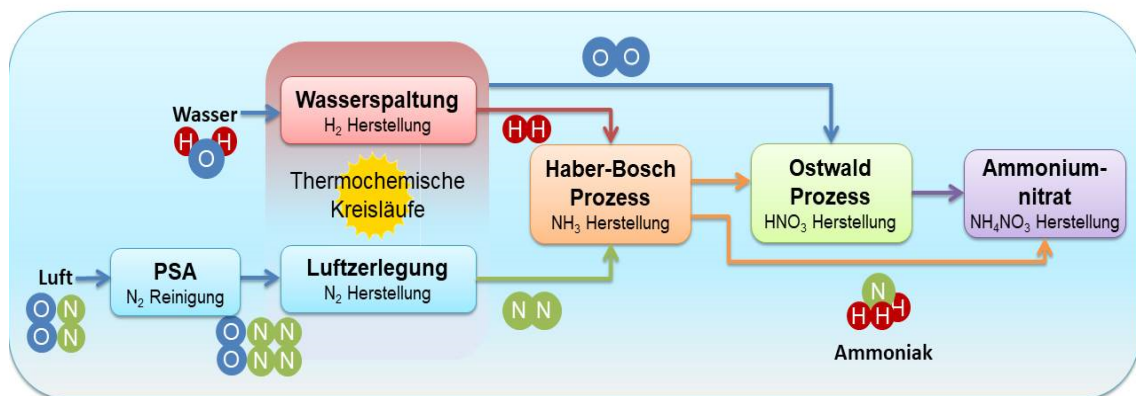 O O
Wasserspaltung
H₂ Herstellung
Wasser
H H
O
H H
Haber-Bosch
Prozess
NH₃ Herstellung
Ostwald
Prozess
HNO₃ Herstellung
Ammonium-
nitrat
NH₄NO₃ Herstellung
Thermochemische
Kreisläufe
Luft
PSA
N₂ Reinigung
Luftzerlegung
N₂ Herstellung
O N
O N
O N N
O N N
N N
N
H H H
Ammoniak